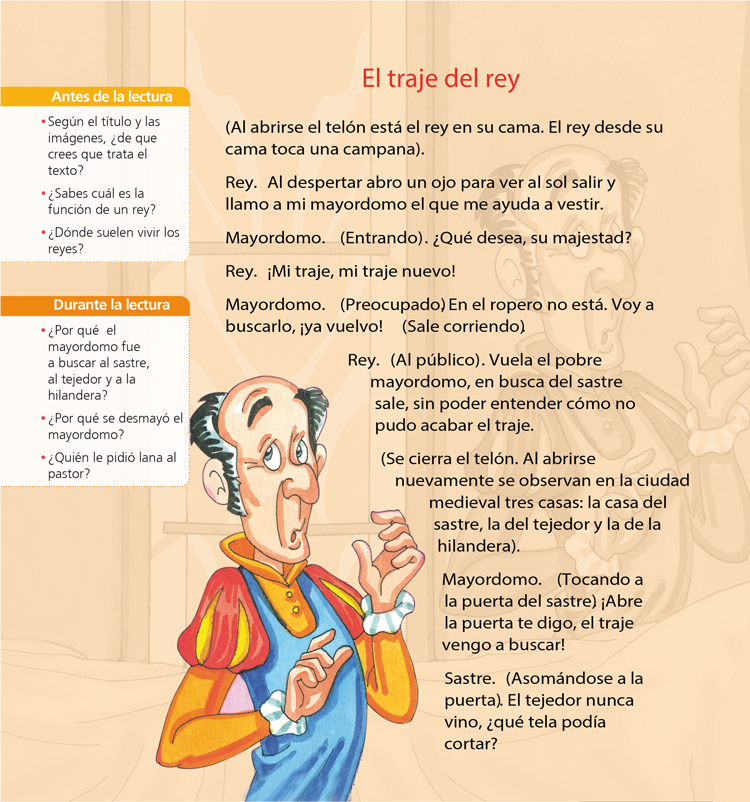 El traje del rey
Antes de la lectura
• Según el título y las
imágenes, ¿de que
crees que trata el
texto?
• ¿Sabes cuál es la
función de un rey?
• ¿Dónde suelen vivir los
reyes?
Durante la lectura
• ¿Por qué el
mayordomo fue
a buscar al sastre,
al tejedor y a la
hilandera?
• ¿Por qué se desmayó el
mayordomo?
• ¿Quién le pidió lana al
pastor?
(Al abrirse el telón está el rey en su cama. El rey desde su
cama toca una campana).
Rey. Al despertar abro un ojo para ver al sol salir y
llamo a mi mayordomo el que me ayuda a vestir.
Mayordomo. (Entrando). ¿Qué desea, su majestad?
Rey. ¡Mi traje, mi traje nuevo!
Mayordomo. (Preocupado). En el ropero no está. Voy a
buscarlo, ¡ya vuelvo! (Sale corriendo).
Rey. (Al público). Vuela el pobre
mayordomo, en busca del sastre
sale, sin poder entender cómo no
pudo acabar el traje.
(Se cierra el telón. Al abrirse
nuevamente se observan en la ciudad
medieval tres casas: la casa del
sastre, la del tejedor y la de la
hilandera).
Mayordomo. (Tocando a
la puerta del sastre). ¡Abre
la puerta te digo, el traje
vengo a buscar!
Sastre. (Asomándose a la
puerta). El tejedor nunca
vino, ¿qué tela podía
cortar?